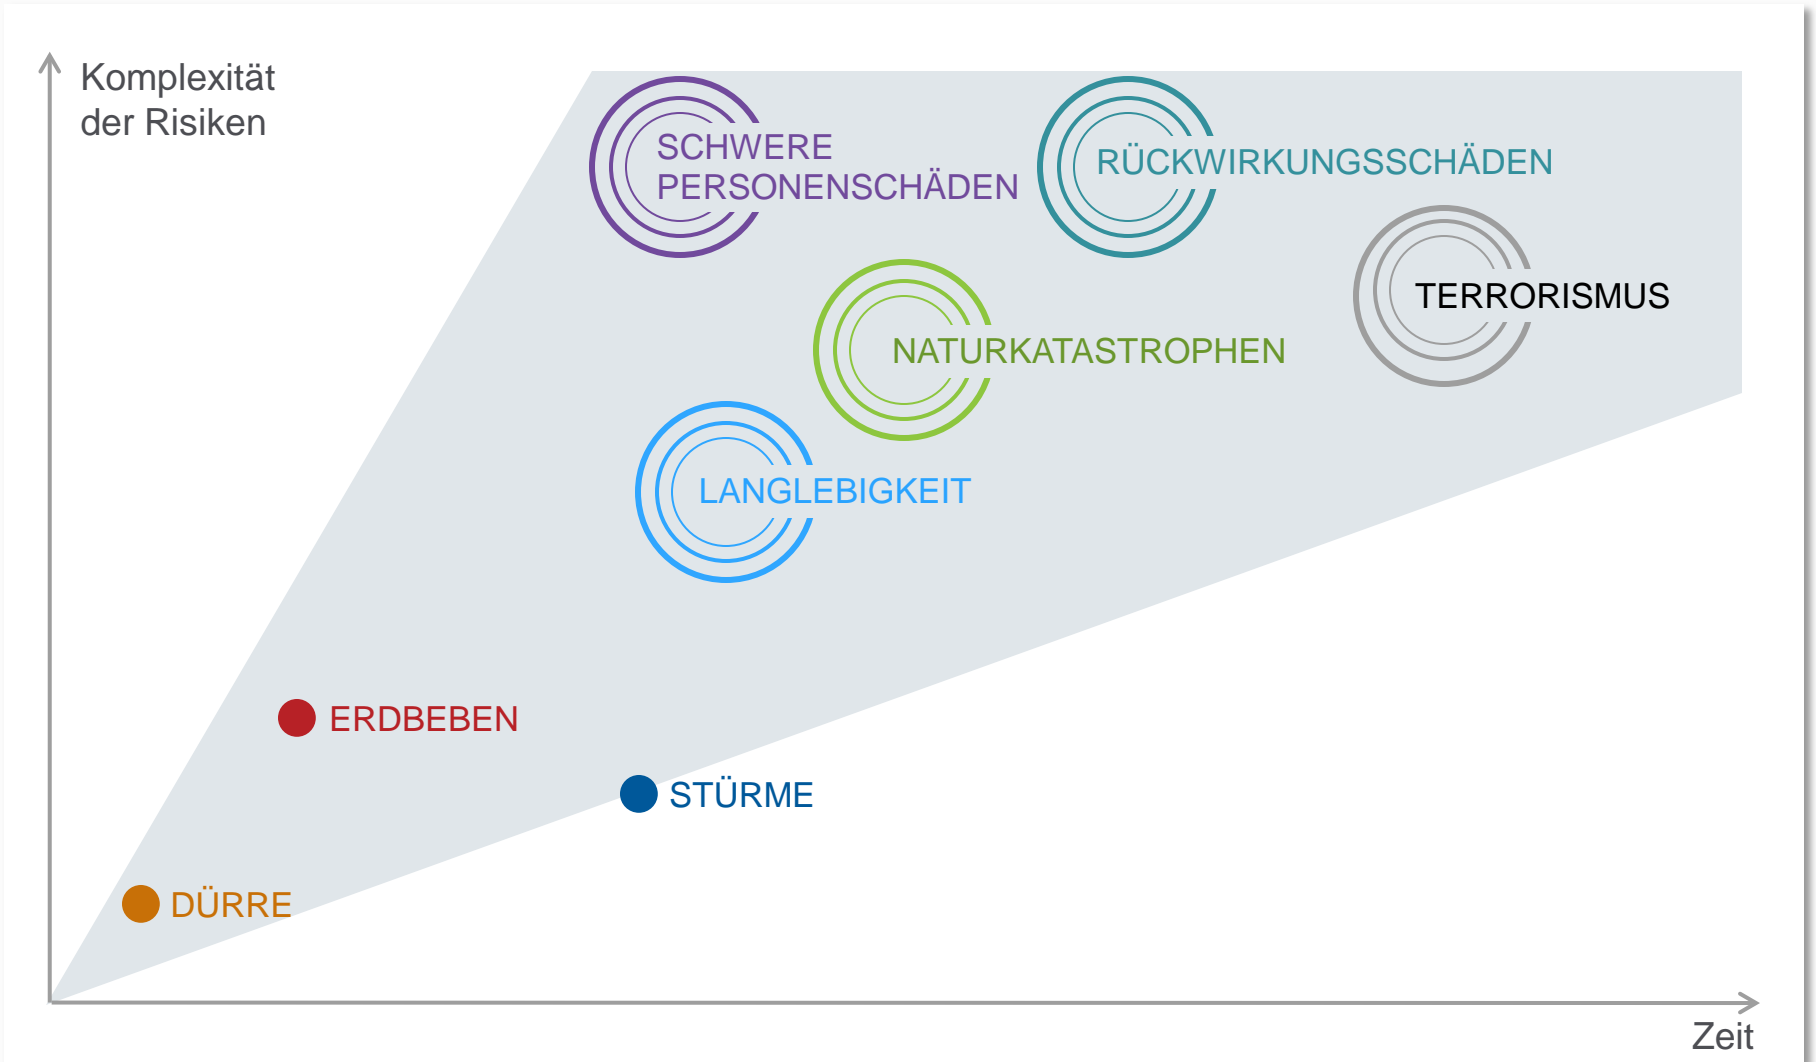 Komplexität
der Risiken
SCHWERE
PERSONENSCHÄDEN
RÜCKWIRKUNGSSCHÄDEN
TERRORISMUS
NATURKATASTROPHEN
LANGLEBIGKEIT
ERDBEBEN
STÜRME
DÜRRE
Zeit